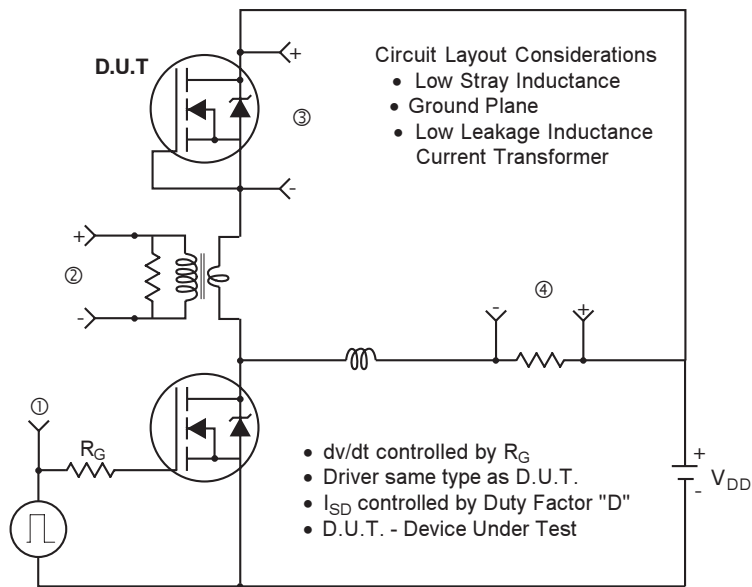 D.U.T
+
③
-
Circuit Layout Considerations
• Low Stray Inductance
• Ground Plane
• Low Leakage Inductance
Current Transformer
+
②
-
④
- +
①
RG
• dv/dt controlled by RG
• Driver same type as D.U.T.
• ISD controlled by Duty Factor "D"
• D.U.T. - Device Under Test
+
VDD
-